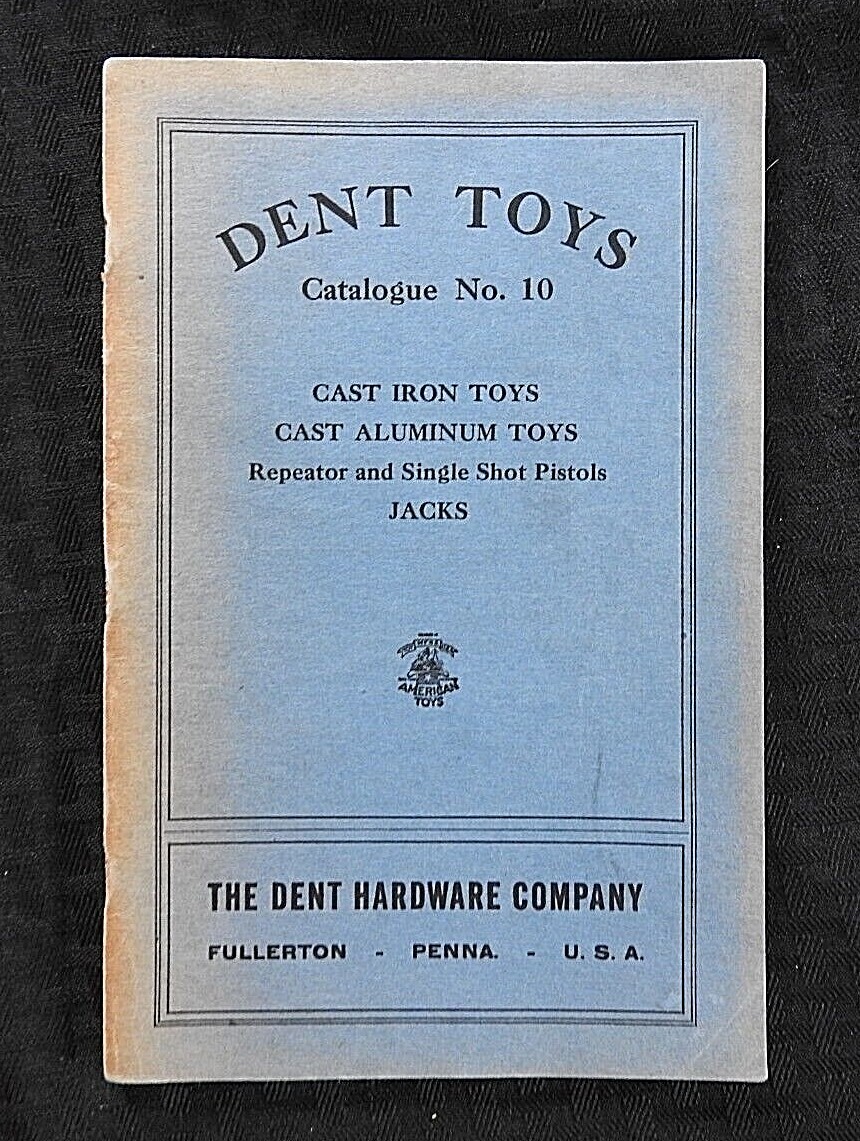 DENT TOYS
Catalogue No. 10
CAST IRON TOYS
CAST ALUMINUM TOYS
Repeator and Single Shot Pistols
JACKS
AMERICAN
TOYS
THE DENT HARDWARE COMPANY
FULLERTON - PENNA. - U. S. A.